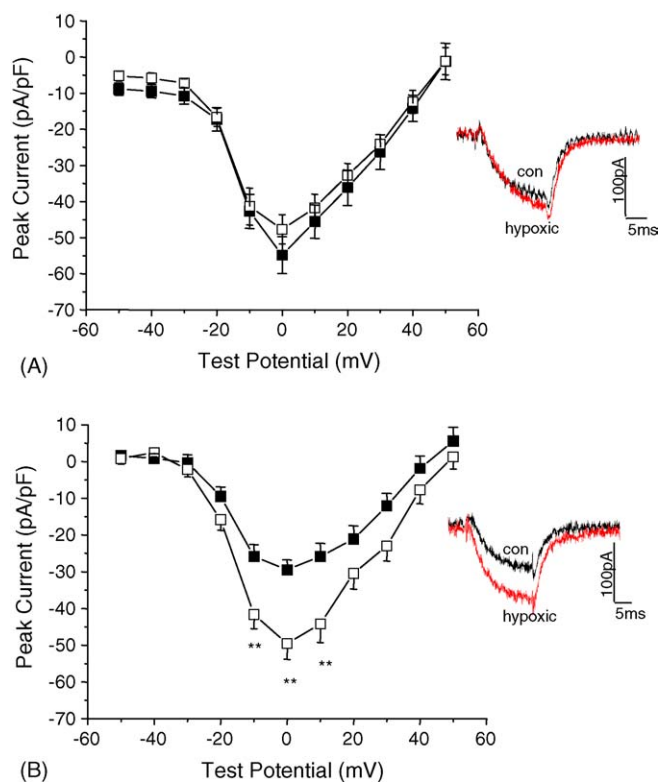 10
0
-10
-20
-30
-40
-50
-60
-70
Peak Current (pA/pF)
-60 -40 -20 0 20 40 60
Test Potential (mV)
(A)
con
hypoxic
100pA
5ms
10
0
-10
-20
-30
-40
-50
-60
-70
Peak Current (pA/pF)
**
**
**
-60 -40 -20 0 20 40 60
Test Potential (mV)
(B)
con
hypoxic
100pA
5ms